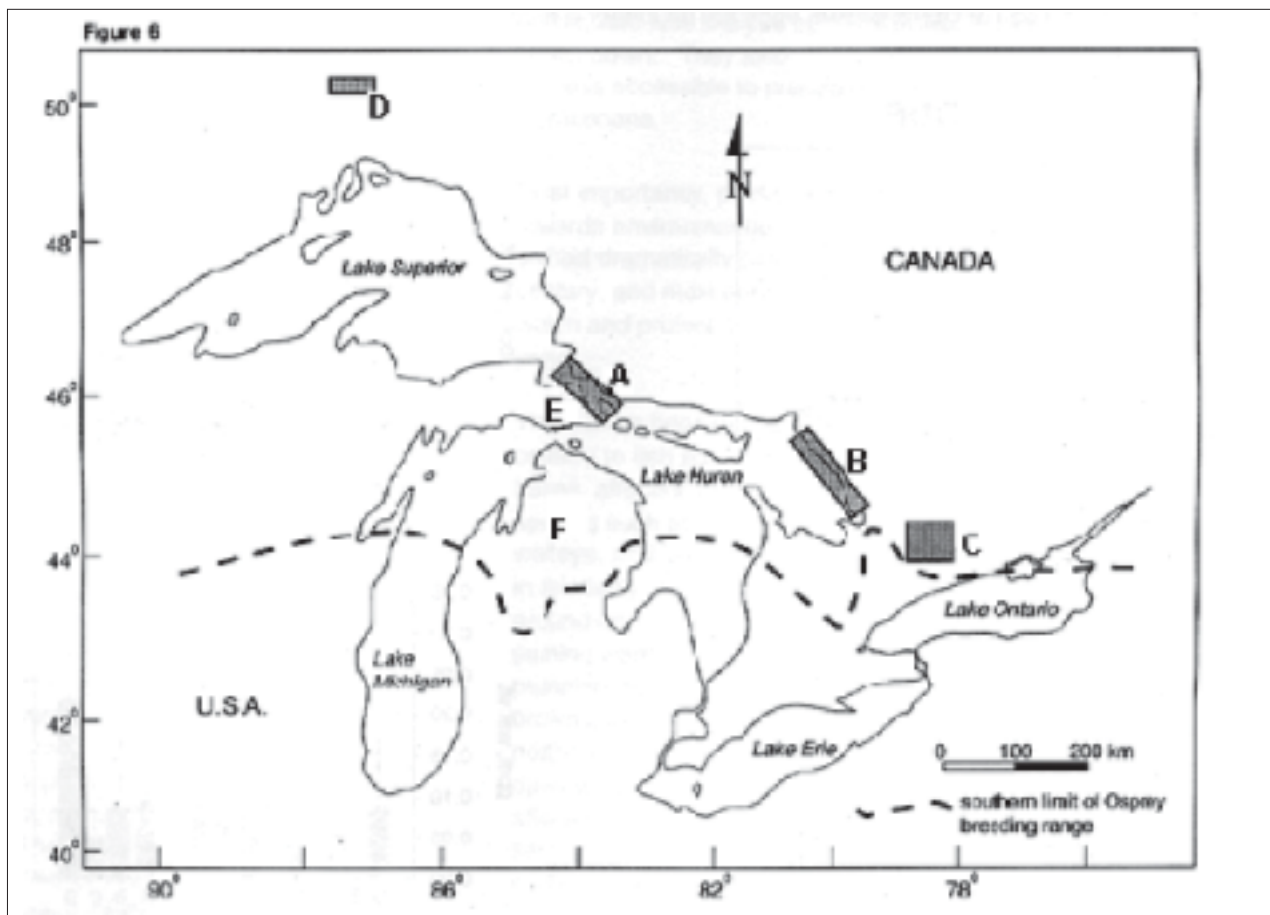 Figure 6
50°
D
N
48°
Lake Superior
CANADA
46°
A
E
B
Lake Huron
44°
F
C
Lake Ontario
Lake
Michigan
U.S.A.
42°
Lake Erie
0 100 200 km
southern limit of Osprey
breeding range
40°
90° 86° 82° 78°